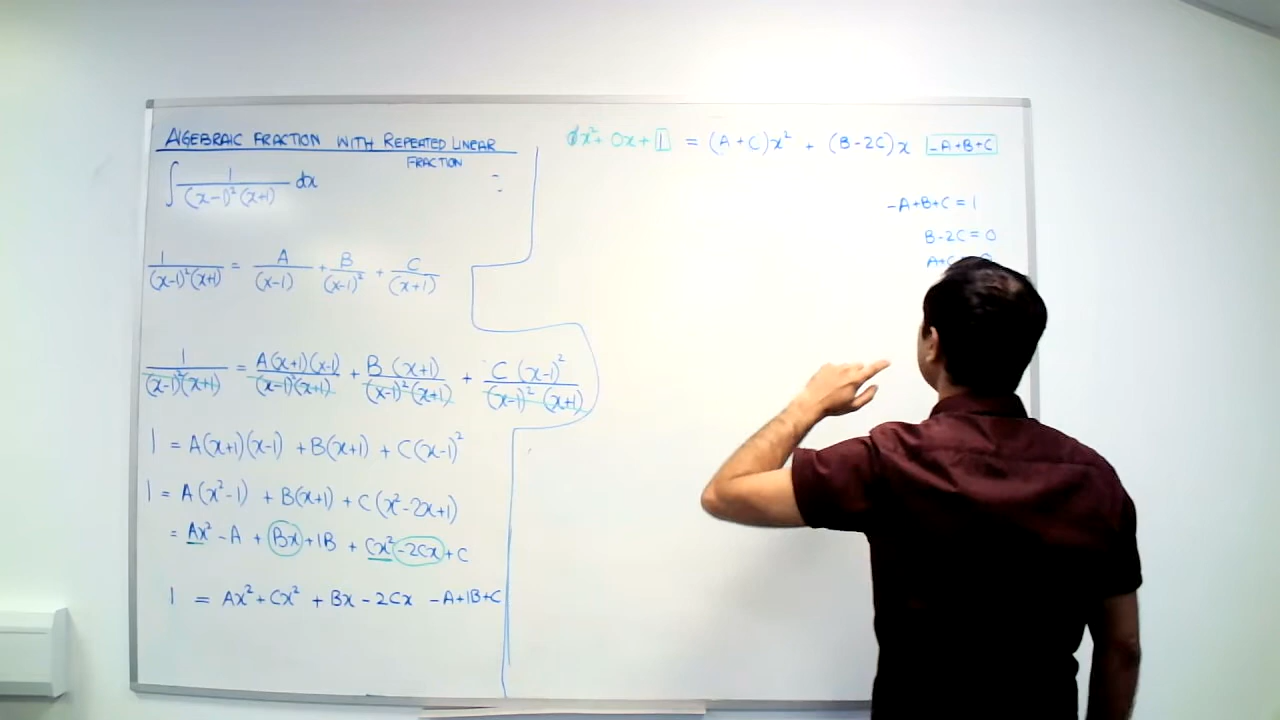 ALGEBRAIC FRACTION WITH REPEATED LINEAR
FRACTION
∫ 1/((x-1)²(x+1)) dx
1/((x-1)²(x+1)) = A/(x-1) + B/(x-1)² + C/(x+1)
1/((x-1)²(x+1)) = A(x+1)(x-1)/((x-1)²(x+1)) + B(x+1)/((x-1)²(x+1)) + C(x-1)²/((x-1)²(x+1))
1 = A(x+1)(x-1) + B(x+1) + C(x-1)²
1 = A(x²-1) + B(x+1) + C(x²-2x+1)
= Ax² - A + Bx + 1B + Cx² - 2Cx + C
1 = Ax² + Cx² + Bx - 2Cx - A + 1B + C
0x² + 0x + 1 = (A+C)x² + (B-2C)x -A+B+C
-A+B+C = 1
B-2C = 0
A+C = 0